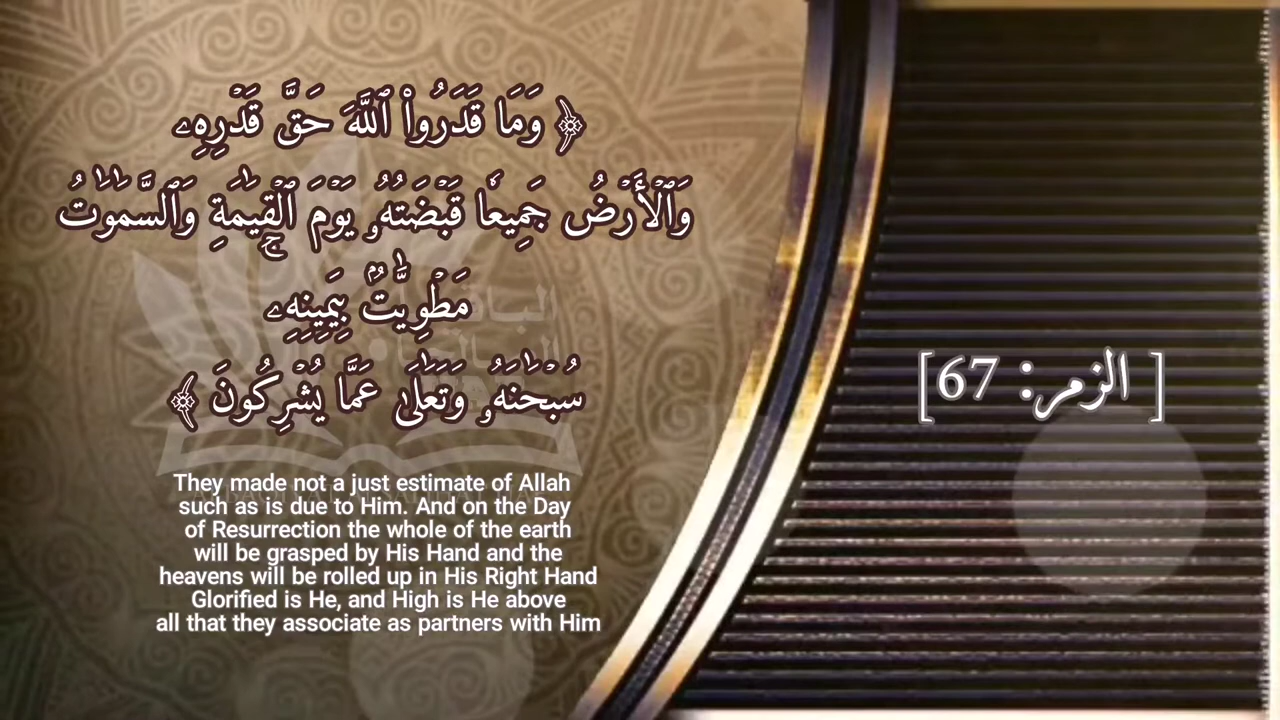 ﴿ وَمَا قَدَرُوا۟ ٱللَّهَ حَقَّ قَدْرِهِۦ
وَٱلْأَرْضُ جَمِيعًا قَبْضَتُهُۥ يَوْمَ ٱلْقِيَٰمَةِ وَٱلسَّمَٰوَٰتُ
مَطْوِيَّٰتٌۢ بِيَمِينِهِۦ ۚ
سُبْحَٰنَهُۥ وَتَعَٰلَىٰ عَمَّا يُشْرِكُونَ ﴾
[ الزمر: 67]
They made not a just estimate of Allah
such as is due to Him. And on the Day
of Resurrection the whole of the earth
will be grasped by His Hand and the
heavens will be rolled up in His Right Hand
Glorified is He, and High is He above
all that they associate as partners with Him